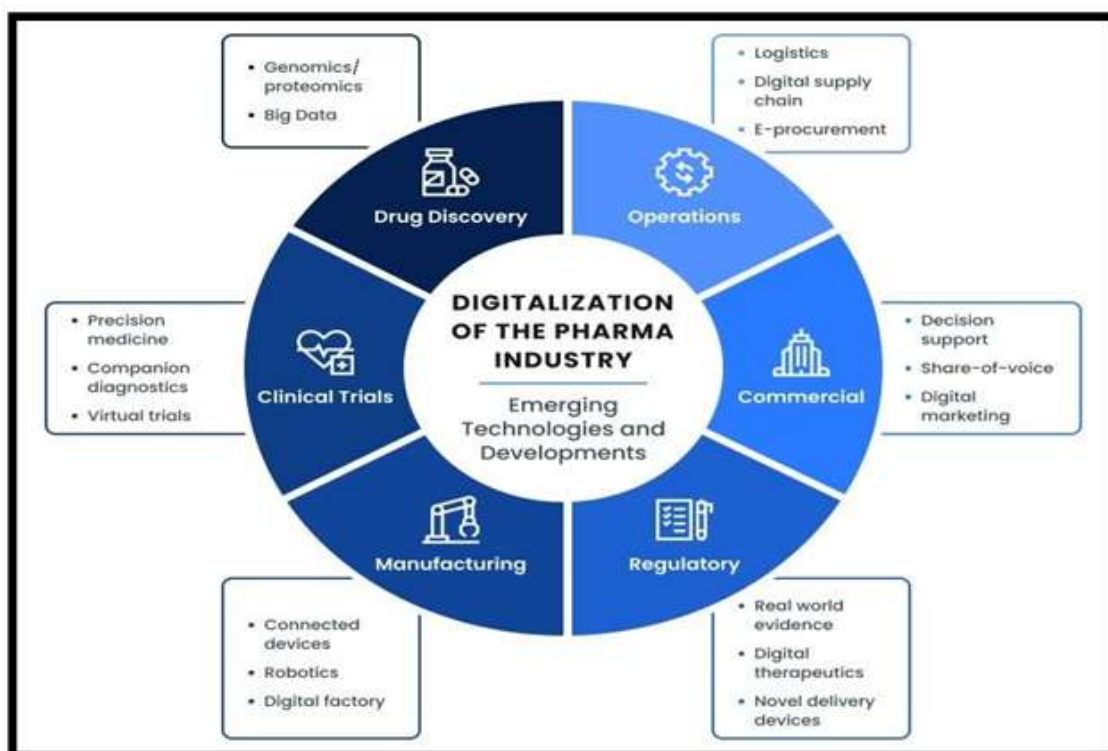 • Genomics/
proteomics
• Big Data
• Logistics
• Digital supply
chain
• E-procurement
Drug Discovery
Operations
• Precision
medicine
• Companion
diagnostics
• Virtual trials
Clinical Trials
DIGITALIZATION
OF THE PHARMA
INDUSTRY
Emerging
Technologies and
Developments
Commercial
• Decision
support
• Share-of-voice
• Digital
marketing
Manufacturing
Regulatory
• Connected
devices
• Robotics
• Digital factory
• Real world
evidence
• Digital
therapeutics
• Novel delivery
devices